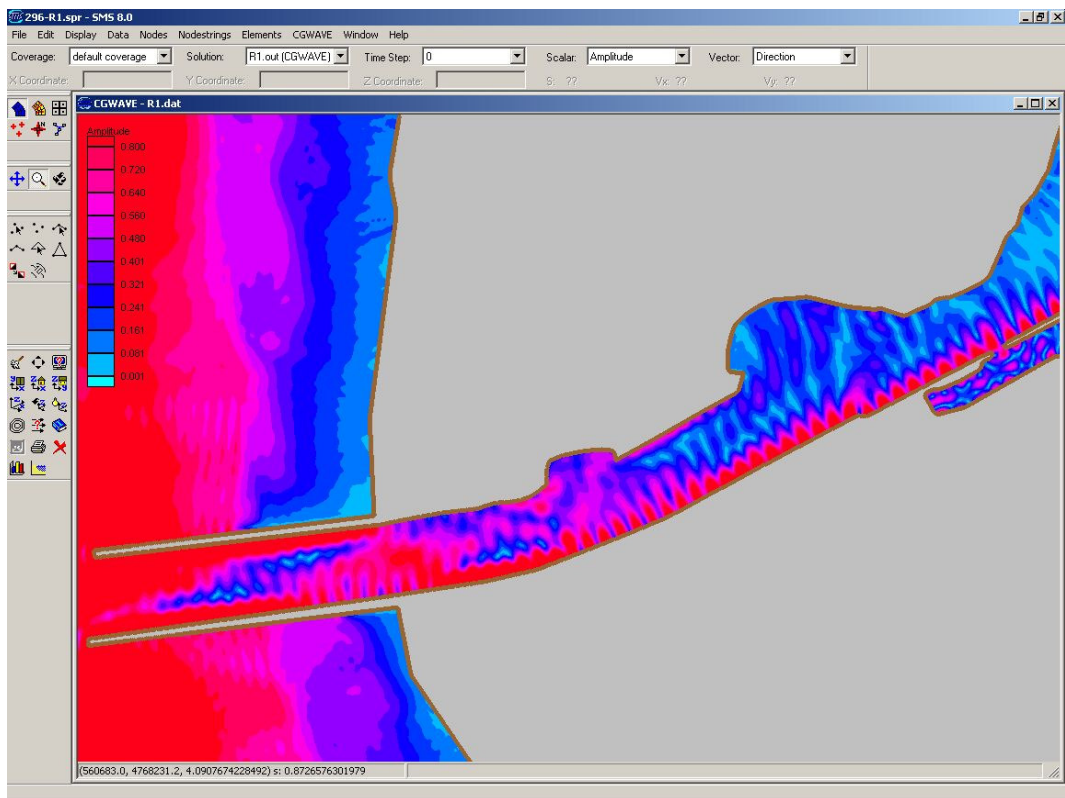 296-R1.spr - SMS 8.0
File Edit Display Data Nodes Nodestrings Elements CGWAVE Window Help
Coverage: default coverage Solution: R1.out (CGWAVE) Time Step: 0 Scalar: Amplitude Vector: Direction
X Coordinate: Y Coordinate: Z Coordinate: S: ?? Vx: ?? Vy: ??
CGWAVE - R1.dat
Amplitude
0.800
0.720
0.640
0.560
0.480
0.401
0.321
0.241
0.161
0.081
0.001
(560683.0, 4768231.2, 4.0907674228492) s: 0.8726576301979